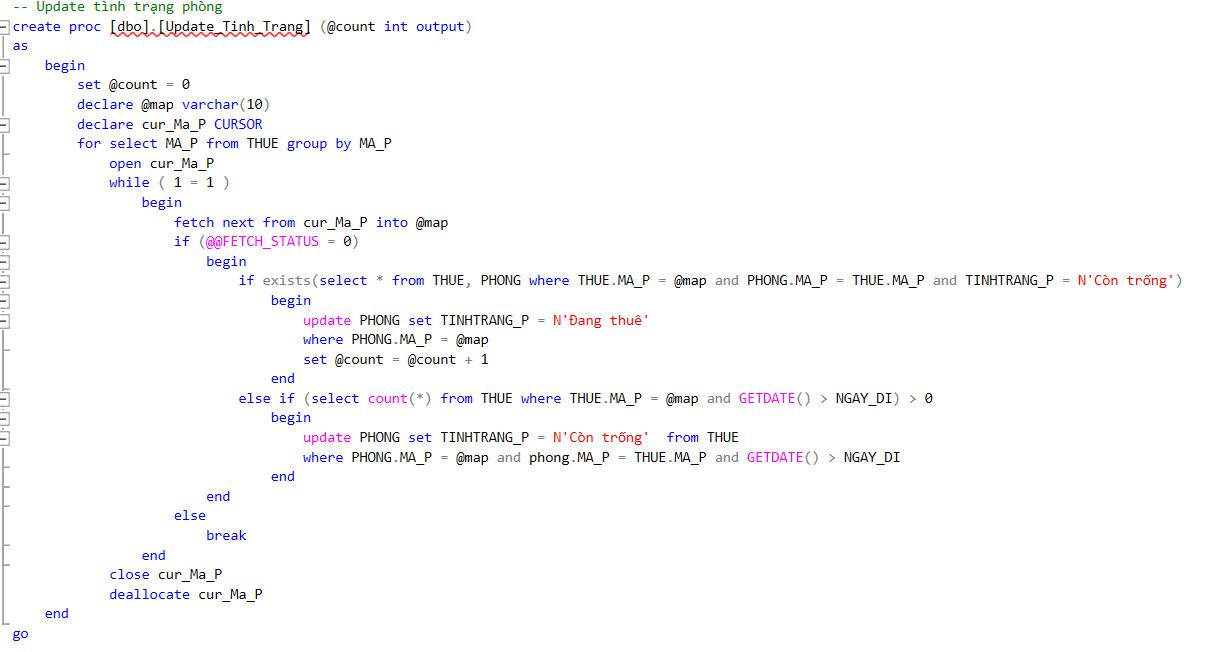 -- Update tình trạng phòng
create proc [dbo].[Update_Tinh_Trang] (@count int output)
as
begin
set @count = 0
declare @map varchar(10)
declare cur_Ma_P CURSOR
for select MA_P from THUE group by MA_P
open cur_Ma_P
while ( 1 = 1 )
begin
fetch next from cur_Ma_P into @map
if (@@FETCH_STATUS = 0)
begin
if exists(select * from THUE, PHONG where THUE.MA_P = @map and PHONG.MA_P = THUE.MA_P and TINHTRANG_P = N'Còn trống')
begin
update PHONG set TINHTRANG_P = N'Đang thuê'
where PHONG.MA_P = @map
set @count = @count + 1
end
else if (select count(*) from THUE where THUE.MA_P = @map and GETDATE() > NGAY_DI) > 0
begin
update PHONG set TINHTRANG_P = N'Còn trống'  from THUE
where PHONG.MA_P = @map and phong.MA_P = THUE.MA_P and GETDATE() > NGAY_DI
end
end
else
break
end
close cur_Ma_P
deallocate cur_Ma_P
end
go